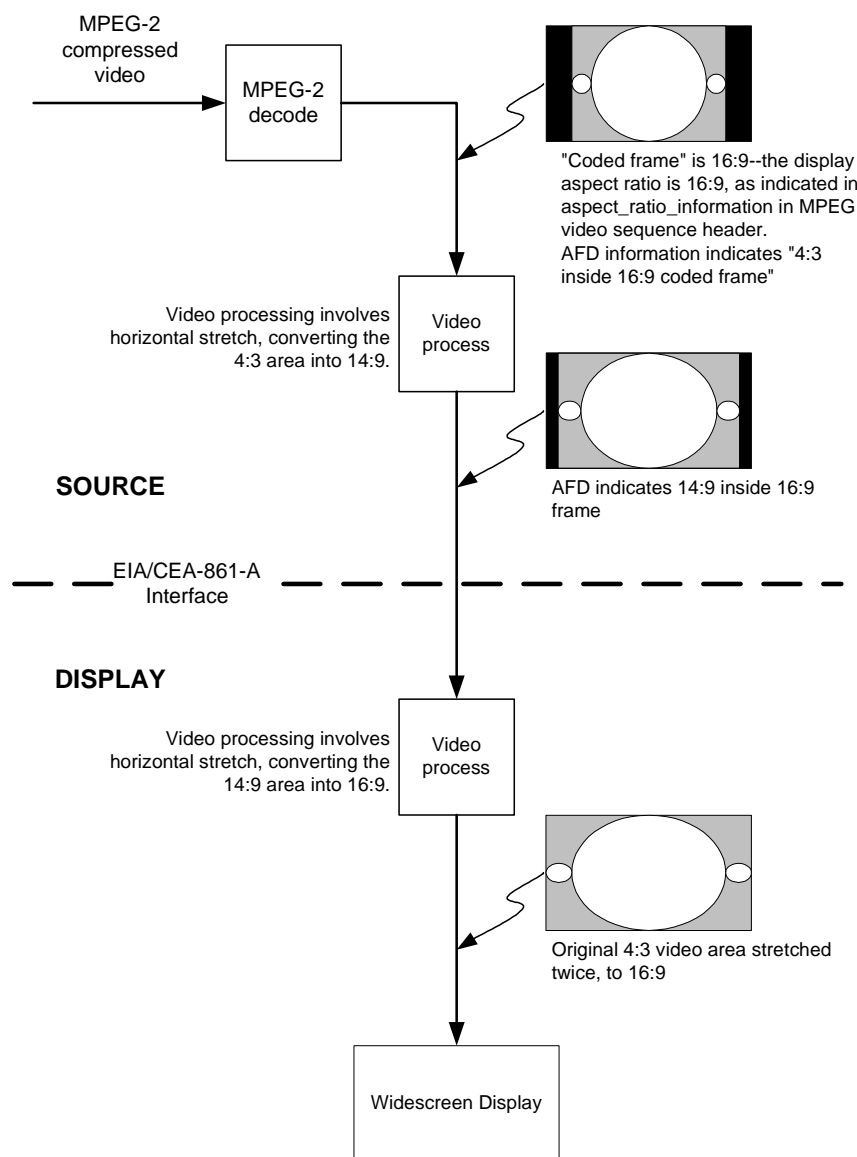 MPEG-2
compressed
video
MPEG-2
decode
"Coded frame" is 16:9--the display
aspect ratio is 16:9, as indicated in
aspect_ratio_information in MPEG
video sequence header.
AFD information indicates "4:3
inside 16:9 coded frame"
Video processing involves
horizontal stretch, converting the
4:3 area into 14:9.
Video
process
SOURCE
AFD indicates 14:9 inside 16:9
frame
EIA/CEA-861-A
Interface
DISPLAY
Video processing involves
horizontal stretch, converting the
14:9 area into 16:9.
Video
process
Original 4:3 video area stretched
twice, to 16:9
Widescreen Display